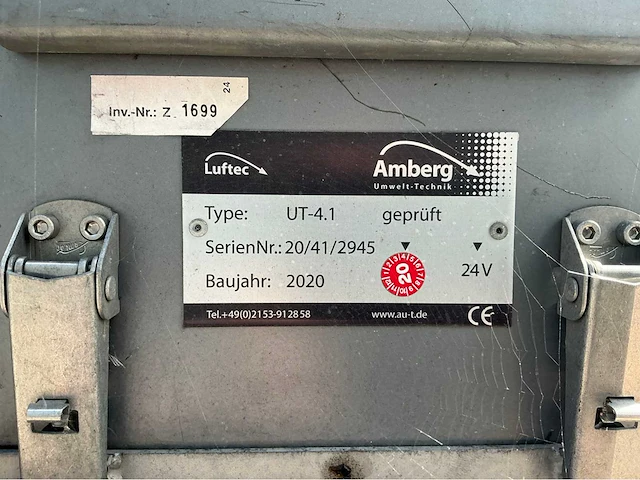 24
Inv.-Nr.: Z 1699
Luftec
Amberg
Umwelt-Technik
Type: UT-4.1 geprüft
SerienNr.: 20/41/2945
24V
20
Baujahr: 2020
Tel.+49(0)2153-912858 www.au-t.de CE